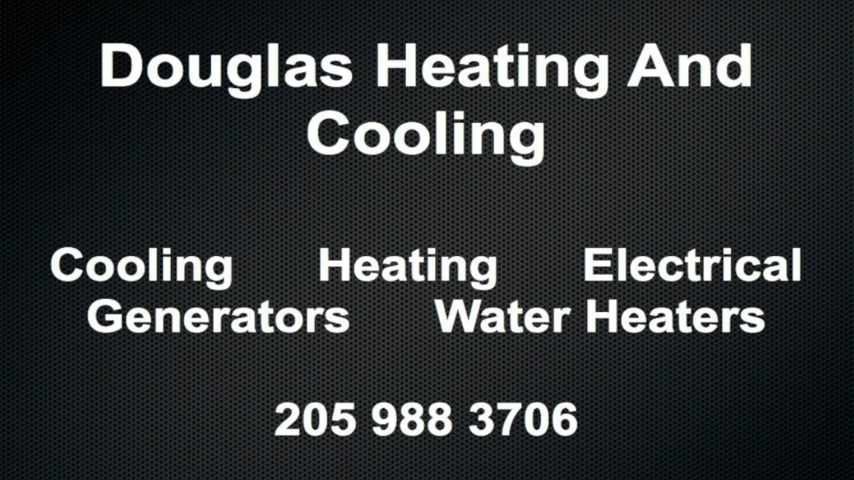 Douglas Heating And
Cooling
Cooling Heating Electrical
Generators Water Heaters
205 988 3706